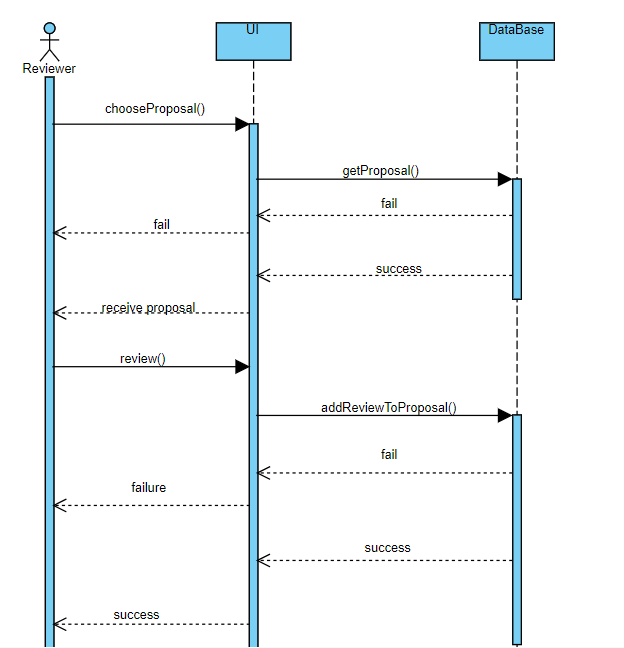 UI
DataBase
Reviewer
chooseProposal()
getProposal()
fail
fail
success
receive proposal
review()
addReviewToProposal()
fail
failure
success
success